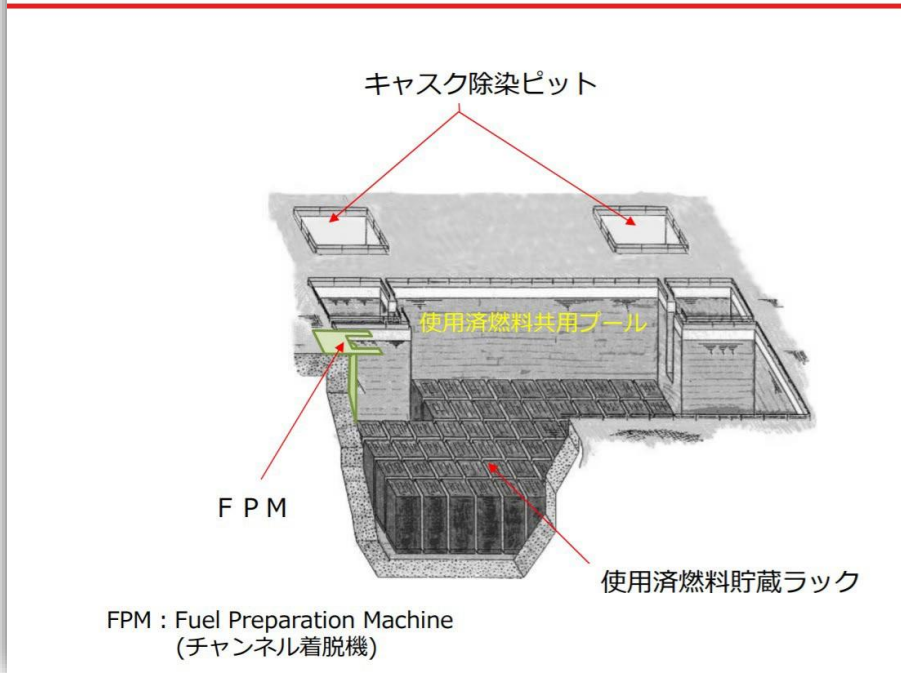 キャスク除染ピット
使用済燃料共用プール
ＦＰＭ
使用済燃料貯蔵ラック
FPM：Fuel Preparation Machine
(チャンネル着脱機)